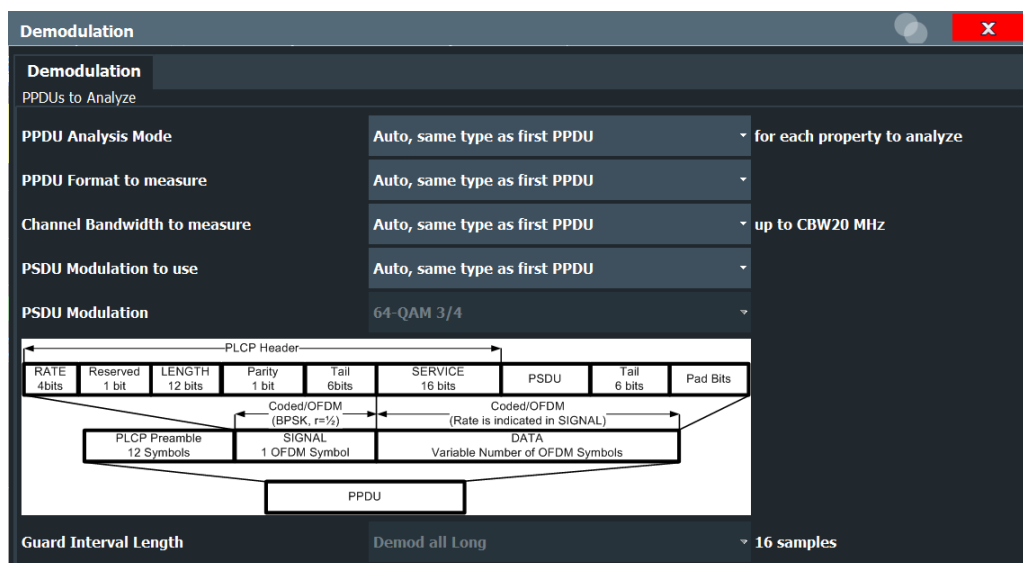 Demodulation
X
Demodulation
PPDUs to Analyze
PPDU Analysis Mode Auto, same type as first PPDU for each property to analyze
PPDU Format to measure Auto, same type as first PPDU
Channel Bandwidth to measure Auto, same type as first PPDU up to CBW20 MHz
PSDU Modulation to use Auto, same type as first PPDU
PSDU Modulation 64-QAM 3/4
PLCP Header
RATE Reserved LENGTH Parity Tail SERVICE PSDU Tail Pad Bits
4bits 1 bit 12 bits 1 bit 6bits 16 bits 6 bits
Coded/OFDM Coded/OFDM
(BPSK, r=½) (Rate is indicated in SIGNAL)
PLCP Preamble SIGNAL DATA
12 Symbols 1 OFDM Symbol Variable Number of OFDM Symbols
PPDU
Guard Interval Length Demod all Long 16 samples